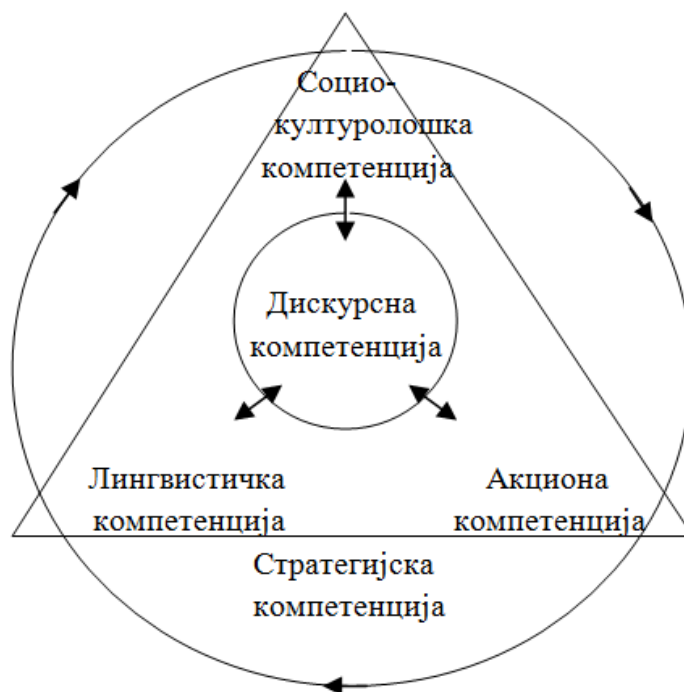 Социо-
културолошка
компетенција
Дискурсна
компетенција
Лингвистичка
компетенција
Акциона
компетенција
Стратегијска
компетенција